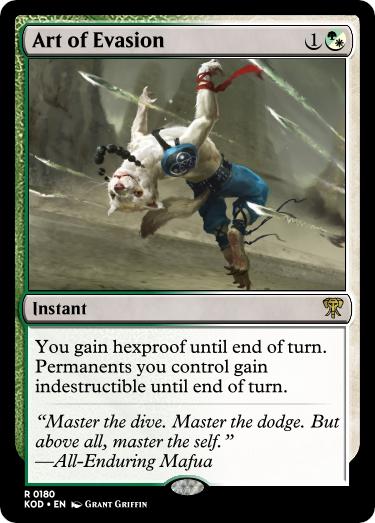 Art of Evasion 1
Instant
You gain hexproof until end of turn.
Permanents you control gain
indestructible until end of turn.
“Master the dive. Master the dodge. But
above all, master the self.”
—All-Enduring Mafua
R 0180
KOD • EN GRANT GRIFFIN